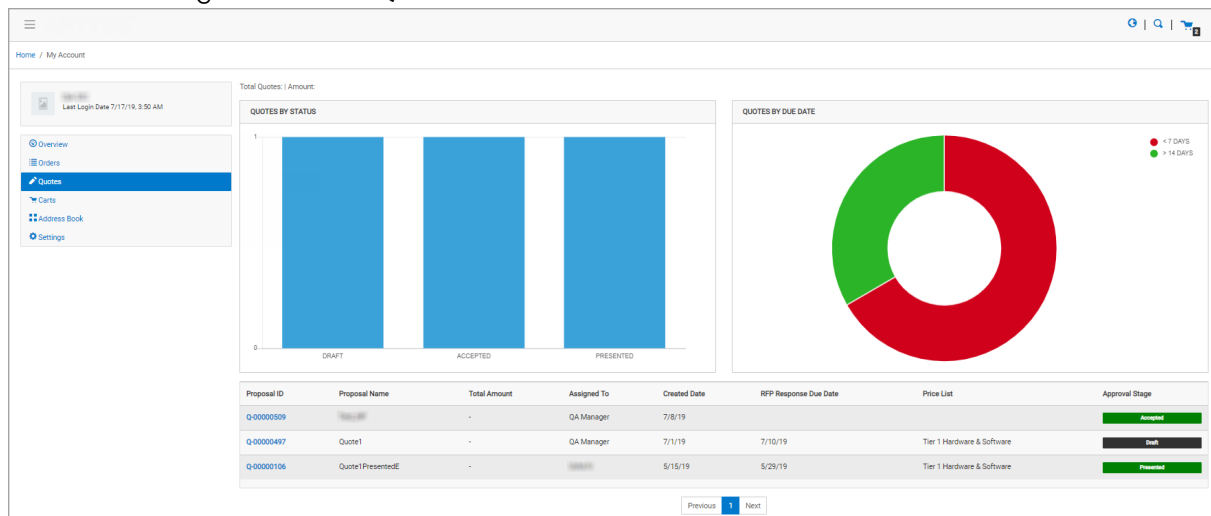 2
Home / My Account
Last Login Date 7/17/19, 3:50 AM
Overview
Orders
Quotes
Carts
Address Book
Settings
Total Quotes: | Amount:
QUOTES BY STATUS
1
0
DRAFT ACCEPTED PRESENTED
QUOTES BY DUE DATE
< 7 DAYS
> 14 DAYS
Proposal ID Proposal Name Total Amount Assigned To Created Date RFP Response Due Date Price List Approval Stage
Q-00000509 - QA Manager 7/8/19 Accepted
Q-00000497 Quote1 - QA Manager 7/1/19 7/10/19 Tier 1 Hardware & Software Draft
Q-00000106 Quote1PresentedE - 5/15/19 5/29/19 Tier 1 Hardware & Software Presented
Previous 1 Next